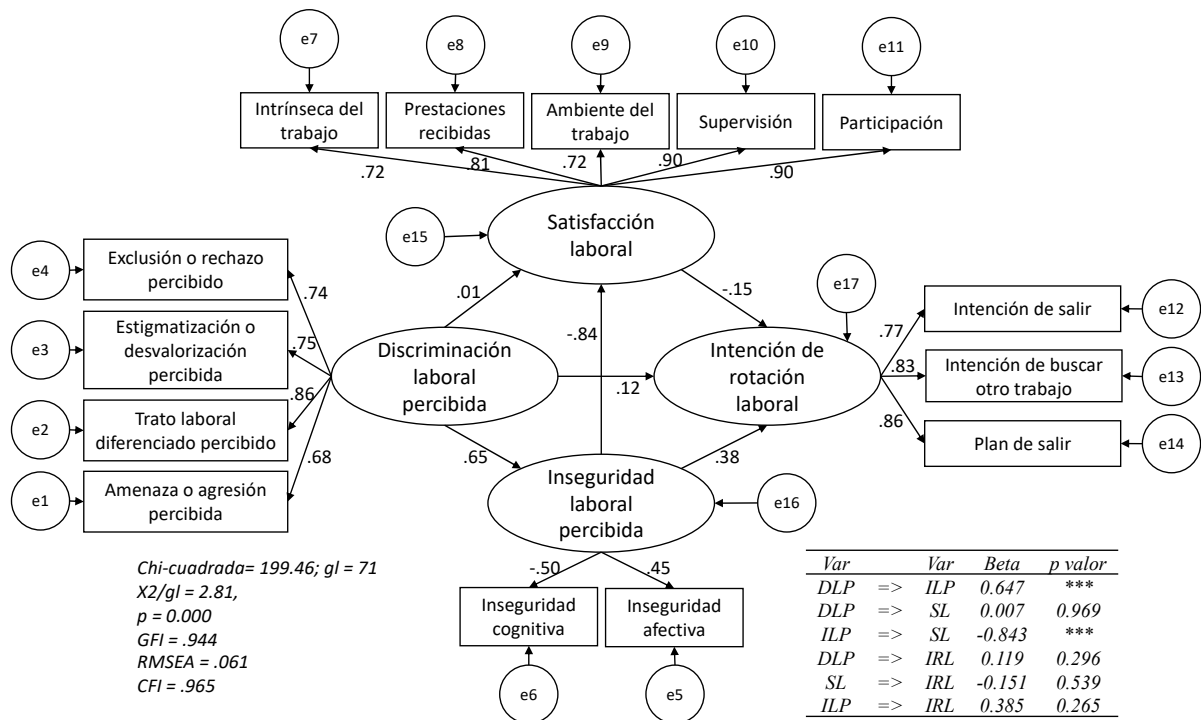 e7
e8
e9
e10
e11
Intrínseca del
trabajo
Prestaciones
recibidas
Ambiente del
trabajo
Supervisión
Participación
.72
.81
.72
.90
.90
e15
Satisfacción
laboral
e4
Exclusión o rechazo
percibido
.74
e3
Estigmatización o
desvalorización
percibida
.75
e2
Trato laboral
diferenciado percibido
.86
e1
Amenaza o agresión
percibida
.68
Discriminación
laboral
percibida
.01
-.84
-.15
.12
.65
.38
e17
Intención de
rotación
laboral
.77
Intención de salir
e12
.83
Intención de buscar
otro trabajo
e13
.86
Plan de salir
e14
Inseguridad
laboral
percibida
e16
-.50
.45
Inseguridad
cognitiva
Inseguridad
afectiva
e6
e5
Chi-cuadrada= 199.46; gl = 71
X2/gl = 2.81,
p = 0.000
GFI = .944
RMSEA = .061
CFI = .965
Var Var Beta p valor
DLP => ILP 0.647 ***
DLP => SL 0.007 0.969
ILP => SL -0.843 ***
DLP => IRL 0.119 0.296
SL => IRL -0.151 0.539
ILP => IRL 0.385 0.265